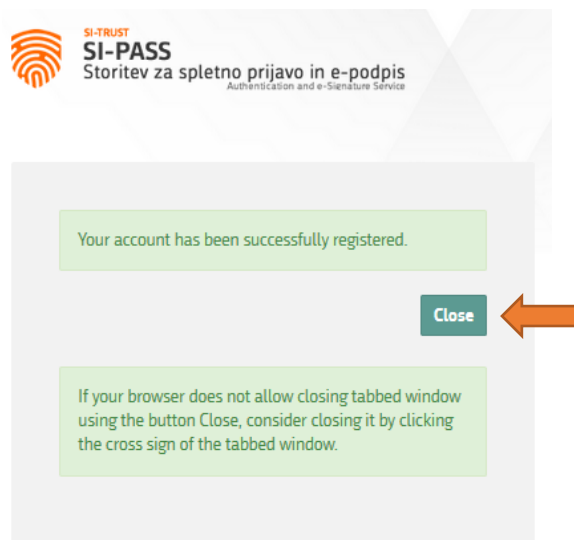 SI-TRUST
SI-PASS
Storitev za spletno prijavo in e-podpis
Authentication and e-Signature Service
Your account has been successfully registered.
Close
If your browser does not allow closing tabbed window
using the button Close, consider closing it by clicking
the cross sign of the tabbed window.